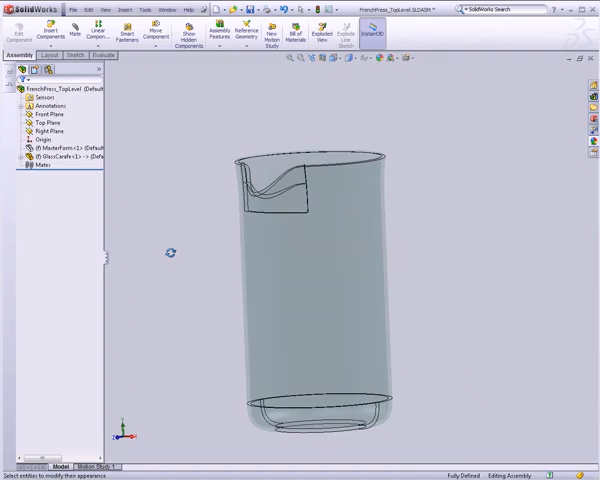 SolidWorks File Edit View Insert Tools Window Help FrenchPress_TopLevel.SLDASM * SolidWorks Search
Edit Component Insert Components Mate Linear Compon... Smart Fasteners Move Component Show Hidden Components Assembly Features Reference Geometry New Motion Study Bill of Materials Exploded View Explode Line Sketch Instant3D
Assembly Layout Sketch Evaluate
FrenchPress_TopLevel (Default
Sensors
Annotations
Front Plane
Top Plane
Right Plane
Origin
(f) MasterForm<1> (Default
(f) GlassCarafe<1> -> (Defa
Mates
Y
Z X
Model Motion Study 1
Select entities to modify their appearance. Fully Defined Editing Assembly